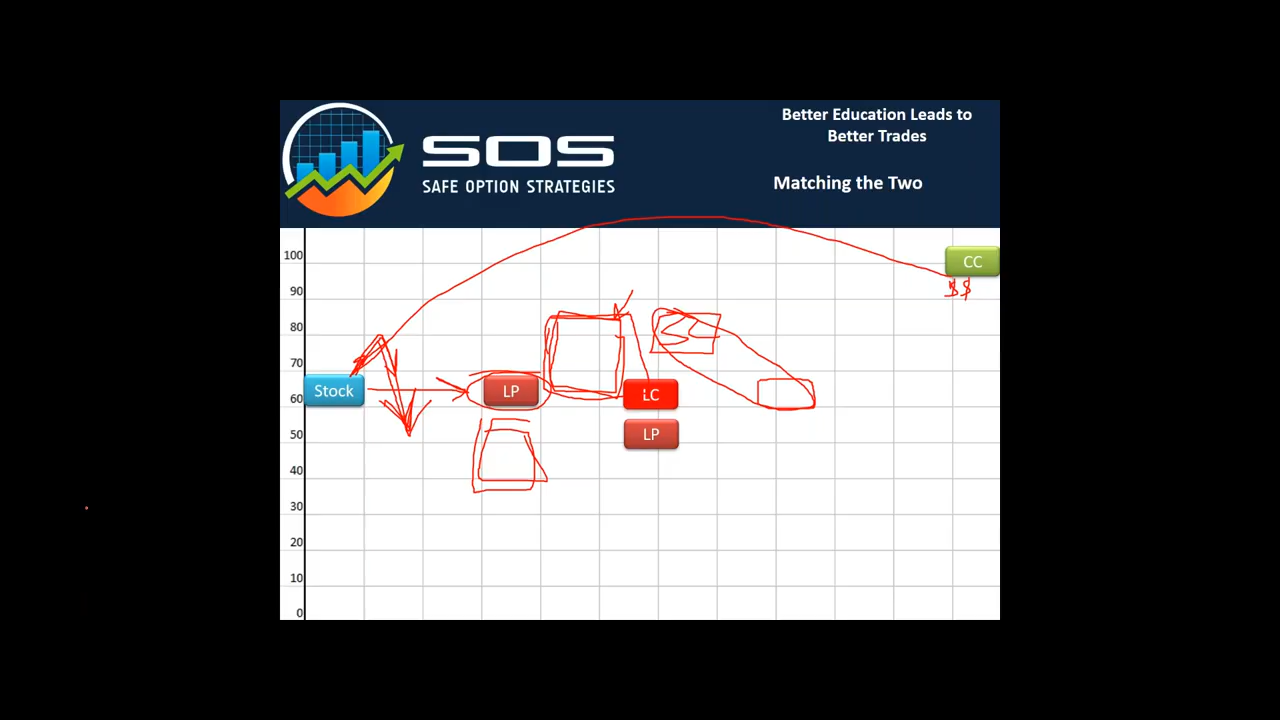 Better Education Leads to
Better Trades
SOS
SAFE OPTION STRATEGIES
Matching the Two
100
CC
90
$$
80
SC
70
Stock
LP
LC
60
50
LP
40
30
20
10
0